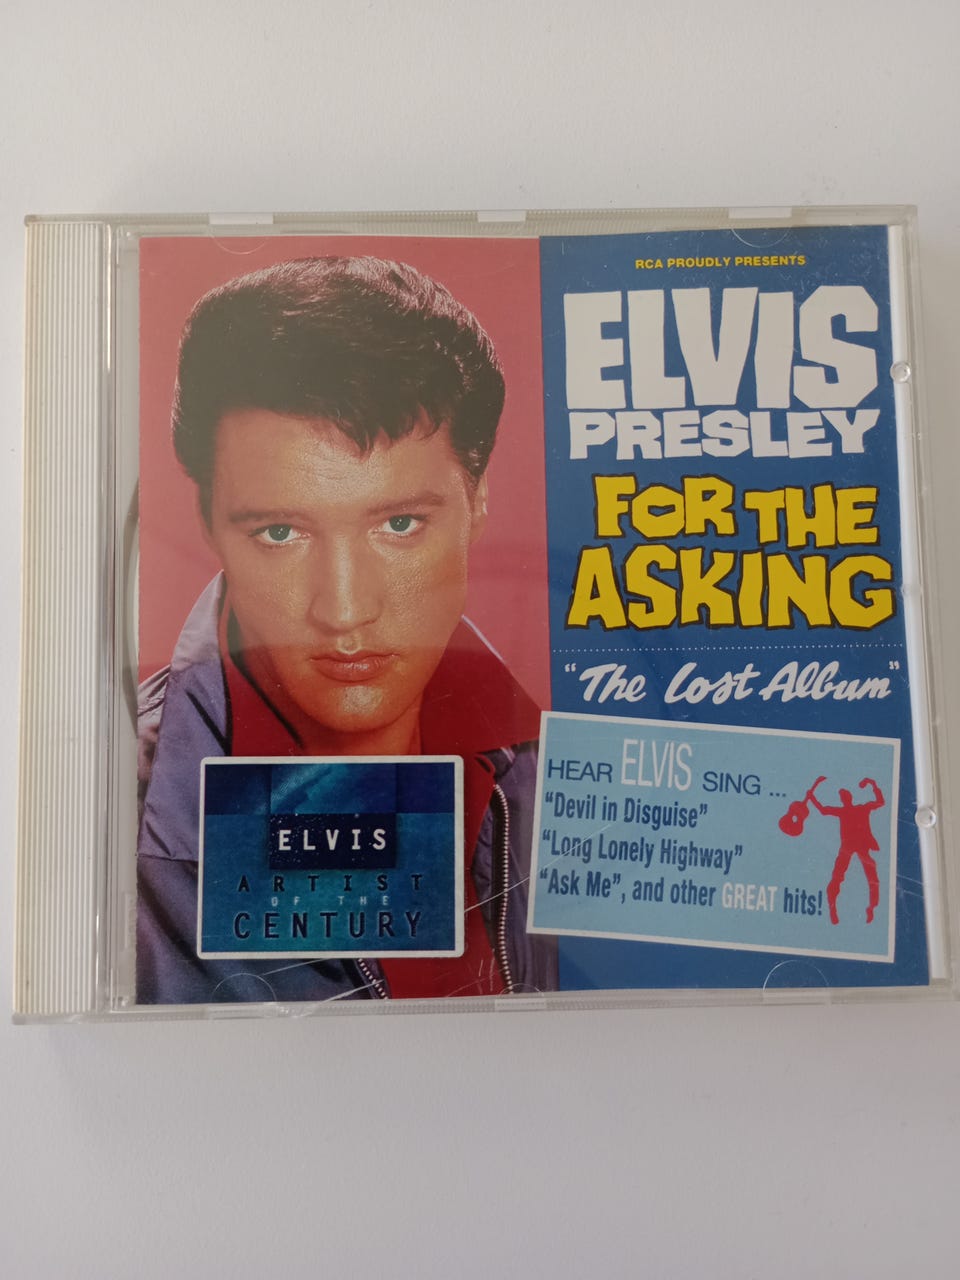 RCA PROUDLY PRESENTS
ELVIS
PRESLEY
FOR THE
ASKING
"The Lost Album"
HEAR ELVIS SING ...
"Devil in Disguise"
"Long Lonely Highway"
"Ask Me", and other GREAT hits!
ELVIS
ARTIST
OF THE
CENTURY